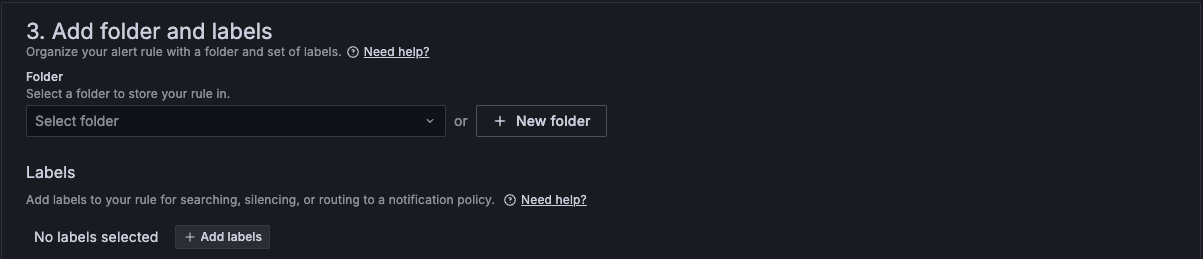 3. Add folder and labels
Organize your alert rule with a folder and set of labels. Need help?
Folder
Select a folder to store your rule in.
Select folder or + New folder
Labels
Add labels to your rule for searching, silencing, or routing to a notification policy. Need help?
No labels selected + Add labels